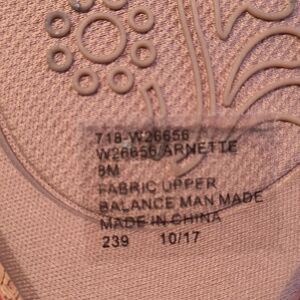 718-W26656
W26656/ARNETTE
8M
FABRIC UPPER
BALANCE MAN MADE
MADE IN CHINA
239 10/17